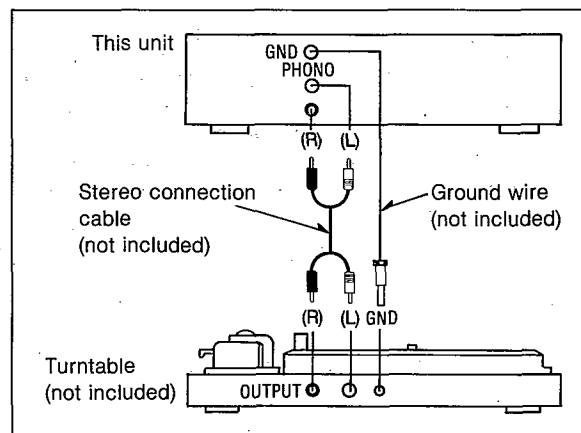 This unit
GND
PHONO
(R) (L)
Stereo connection
cable
(not included)
Ground wire
(not included)
(R) (L) GND
Turntable
(not included)
OUTPUT